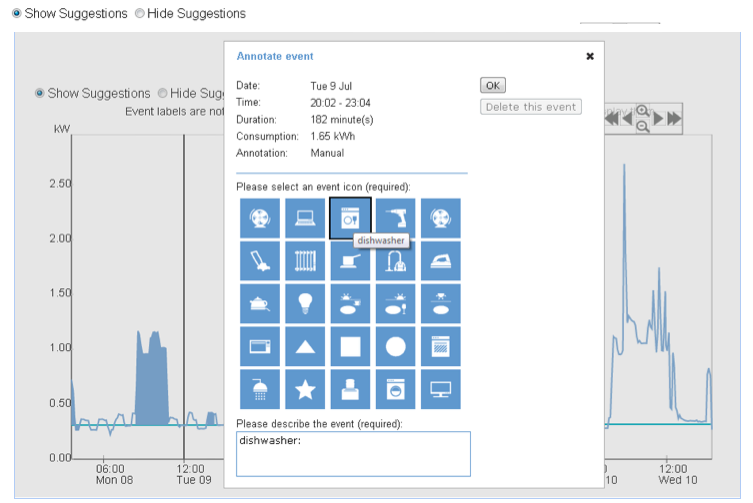 Show Suggestions Hide Suggestions
Annotate event
Date: Tue 9 Jul
OK
Time: 20:02 - 23:04
Delete this event
Duration: 182 minute(s)
Consumption: 1.65 kWh
Annotation: Manual
Please select an event icon (required):
dishwasher
Please describe the event (required):
dishwasher:
Show Suggestions Hide Sug
Event labels are not
kW
2.50
2.00
1.50
1.00
0.50
0.00
06:00 12:00 12:00
Mon 08 Tue 09 10 Wed 10